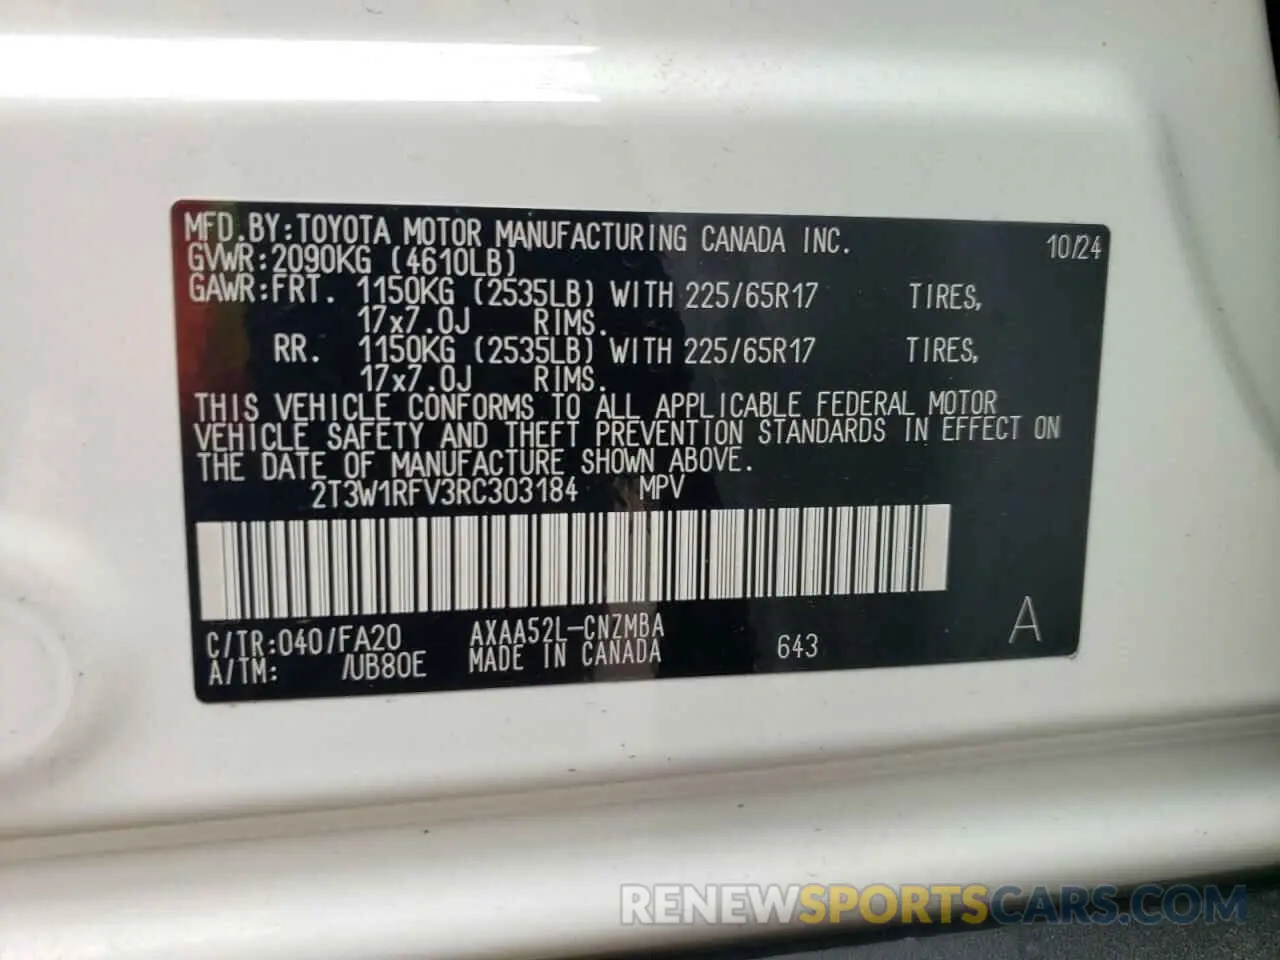 MFD.BY:TOYOTA MOTOR MANUFACTURING CANADA INC. 10/24
GVWR:2090KG (4610LB)
GAWR:FRT. 1150KG (2535LB) WITH 225/65R17 TIRES,
17x7.0J RIMS.
RR. 1150KG (2535LB) WITH 225/65R17 TIRES,
17x7.0J RIMS.
THIS VEHICLE CONFORMS TO ALL APPLICABLE FEDERAL MOTOR
VEHICLE SAFETY AND THEFT PREVENTION STANDARDS IN EFFECT ON
THE DATE OF MANUFACTURE SHOWN ABOVE.
2T3W1RFV3RC303184 MPV
C/TR:040/FA20 AXAA52L-CNZMBA
A/TM: /UB80E MADE IN CANADA 643 A
RENEWSPORTSCARS.COM